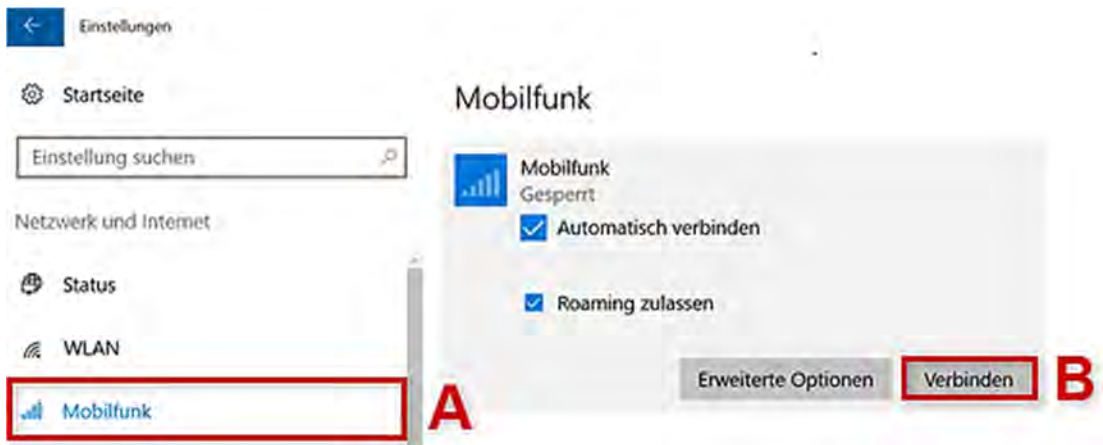 Einstellungen
Startseite
Einstellung suchen
Netzwerk und Internet
Status
WLAN
Mobilfunk
A
Mobilfunk
Mobilfunk
Gesperrt
Automatisch verbinden
Roaming zulassen
Erweiterte Optionen
Verbinden
B